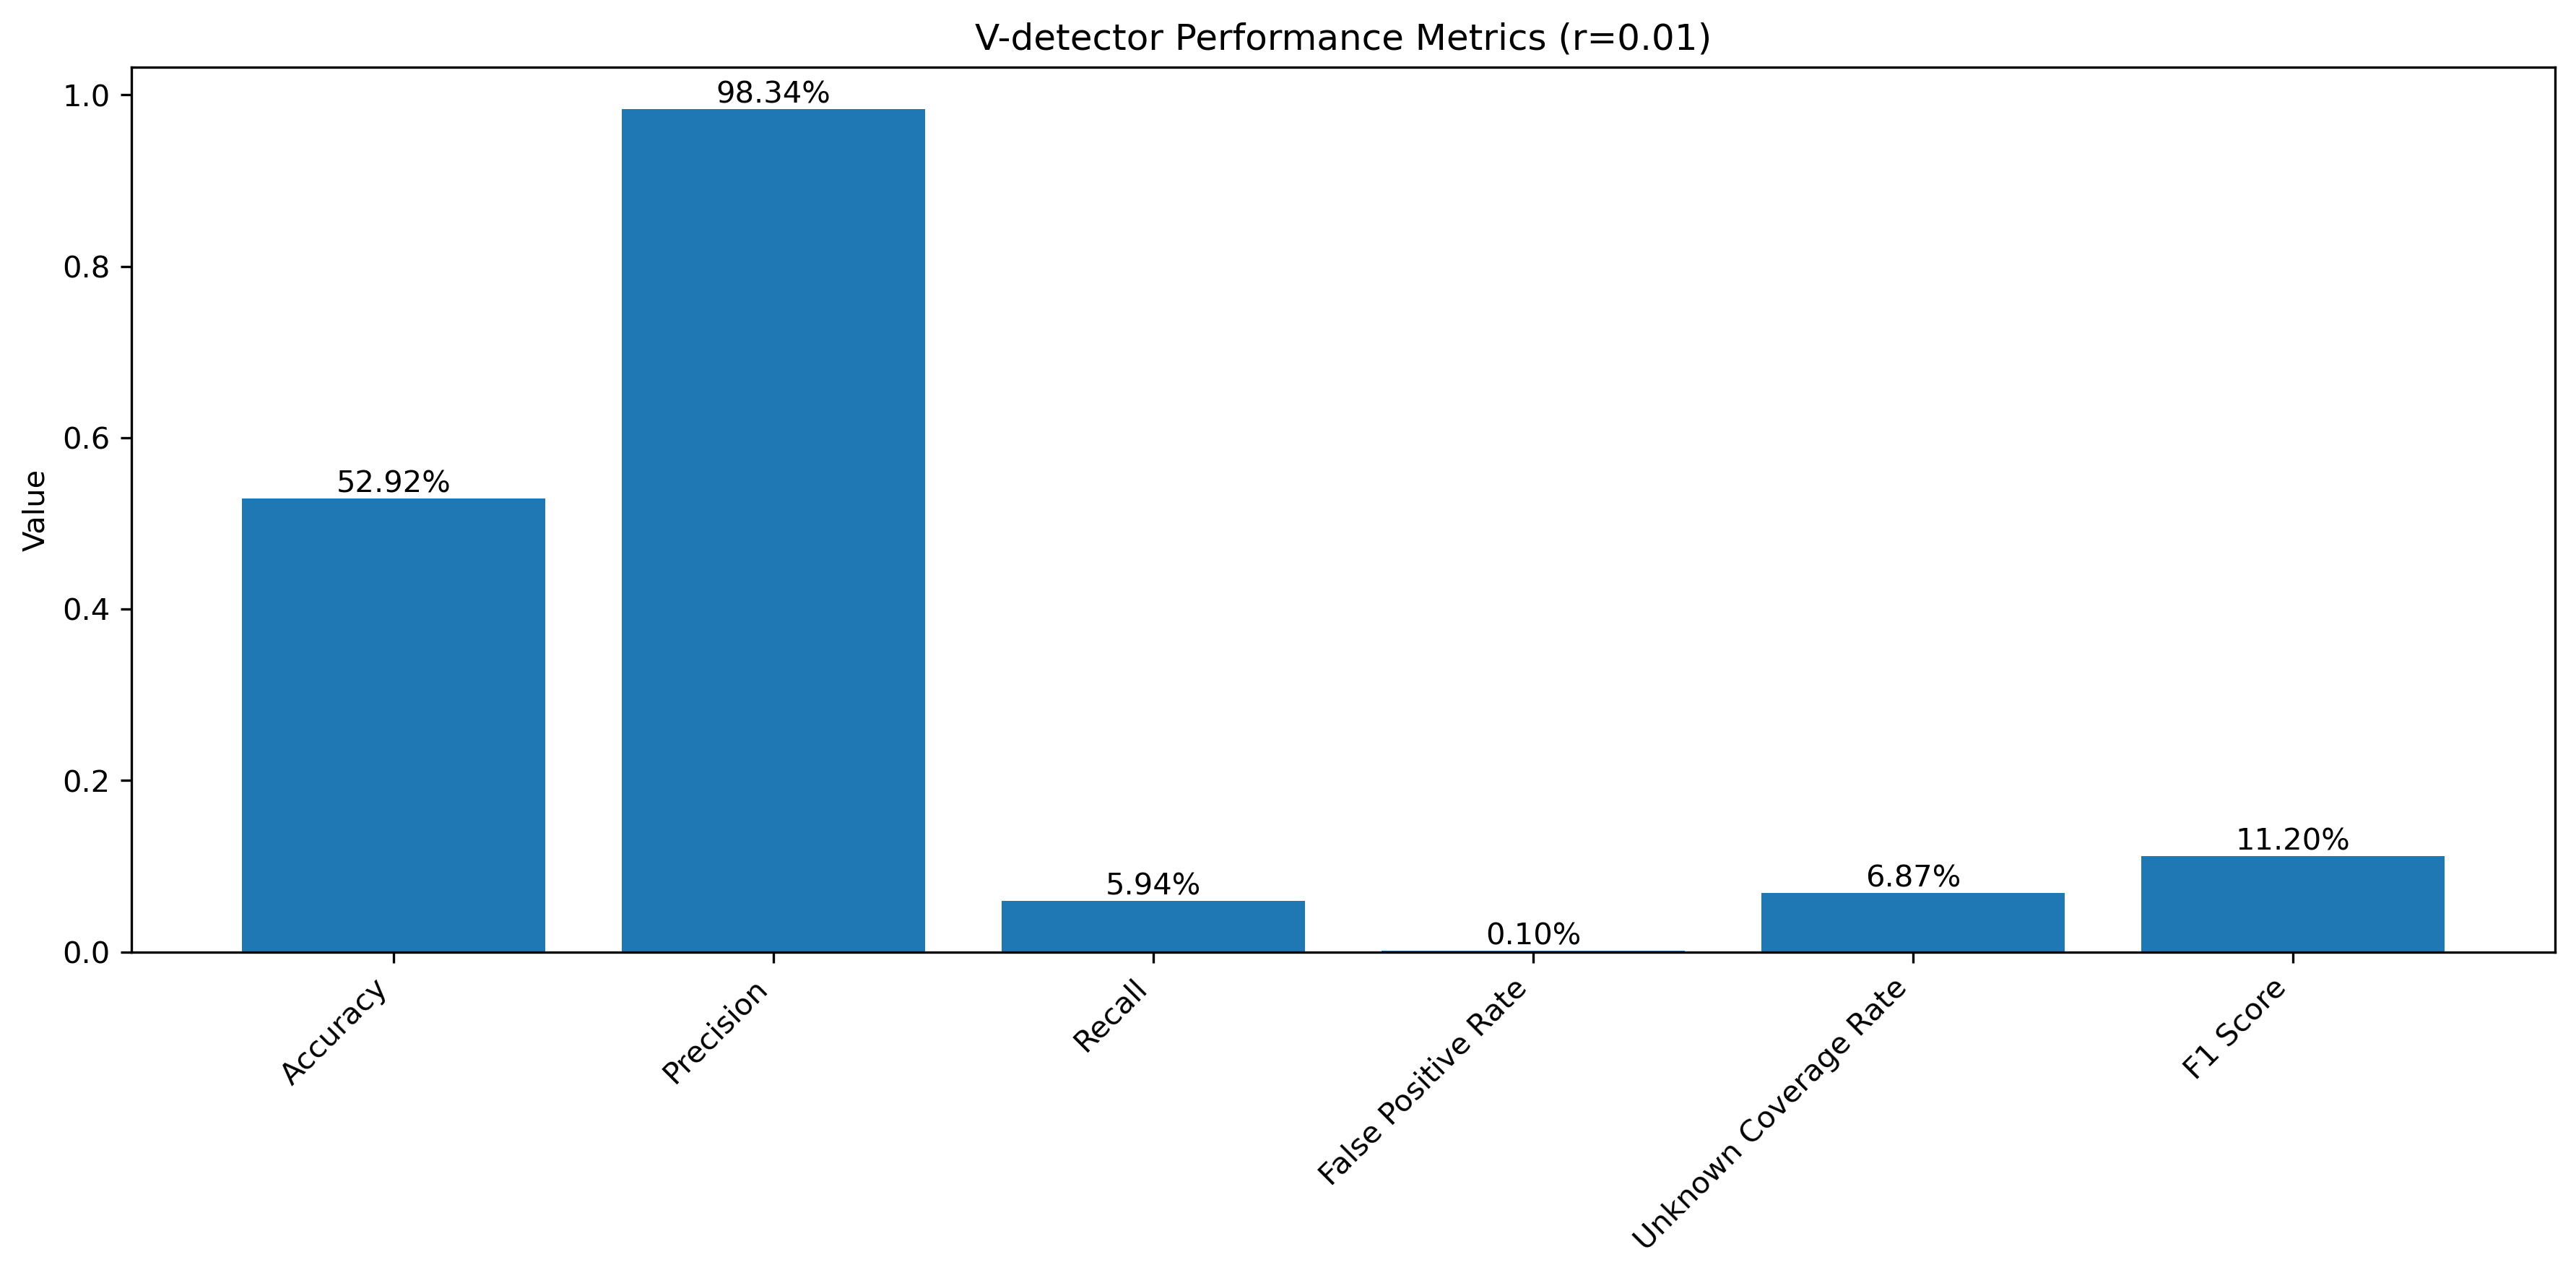 V-detector Performance Metrics (r=0.01)
Value
1.0
0.8
0.6
0.4
0.2
0.0
52.92%
98.34%
5.94%
0.10%
6.87%
11.20%
Accuracy
Precision
Recall
False Positive Rate
Unknown Coverage Rate
F1 Score